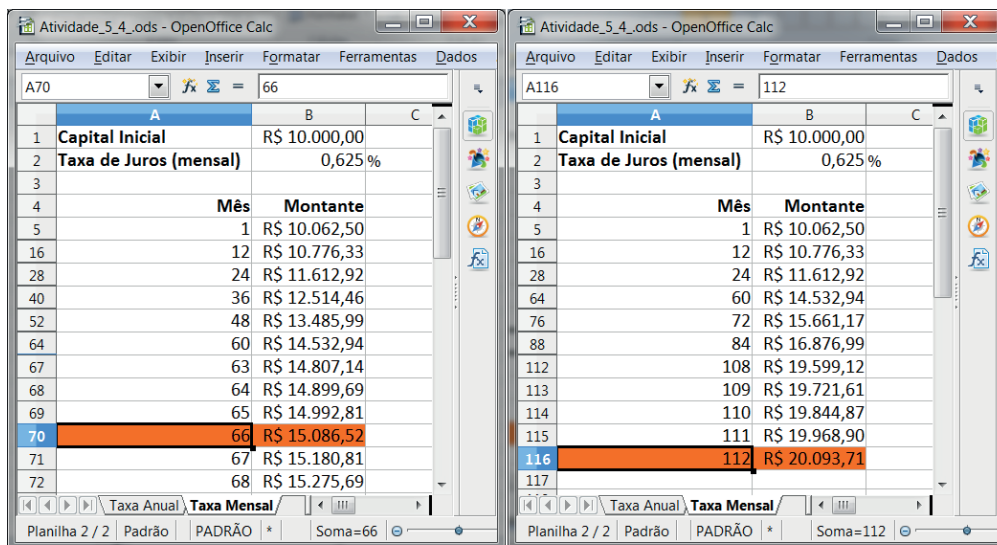 Atividade_5_4_.ods - OpenOffice Calc
Arquivo Editar Exibir Inserir Formatar Ferramentas Dados
A70 66
A B C
1 Capital Inicial R$ 10.000,00
2 Taxa de Juros (mensal) 0,625 %
3
4 Mês Montante
5 1 R$ 10.062,50
16 12 R$ 10.776,33
28 24 R$ 11.612,92
40 36 R$ 12.514,46
52 48 R$ 13.485,99
64 60 R$ 14.532,94
67 63 R$ 14.807,14
68 64 R$ 14.899,69
69 65 R$ 14.992,81
70 66 R$ 15.086,52
71 67 R$ 15.180,81
72 68 R$ 15.275,69
Taxa Anual Taxa Mensal
Planilha 2 / 2 Padrão PADRÃO * Soma=66
Atividade_5_4_.ods - OpenOffice Calc
Arquivo Editar Exibir Inserir Formatar Ferramentas Dados
A116 112
A B C
1 Capital Inicial R$ 10.000,00
2 Taxa de Juros (mensal) 0,625 %
3
4 Mês Montante
5 1 R$ 10.062,50
16 12 R$ 10.776,33
28 24 R$ 11.612,92
64 60 R$ 14.532,94
76 72 R$ 15.661,17
88 84 R$ 16.876,99
112 108 R$ 19.599,12
113 109 R$ 19.721,61
114 110 R$ 19.844,87
115 111 R$ 19.968,90
116 112 R$ 20.093,71
117
Taxa Anual Taxa Mensal
Planilha 2 / 2 Padrão PADRÃO * Soma=112